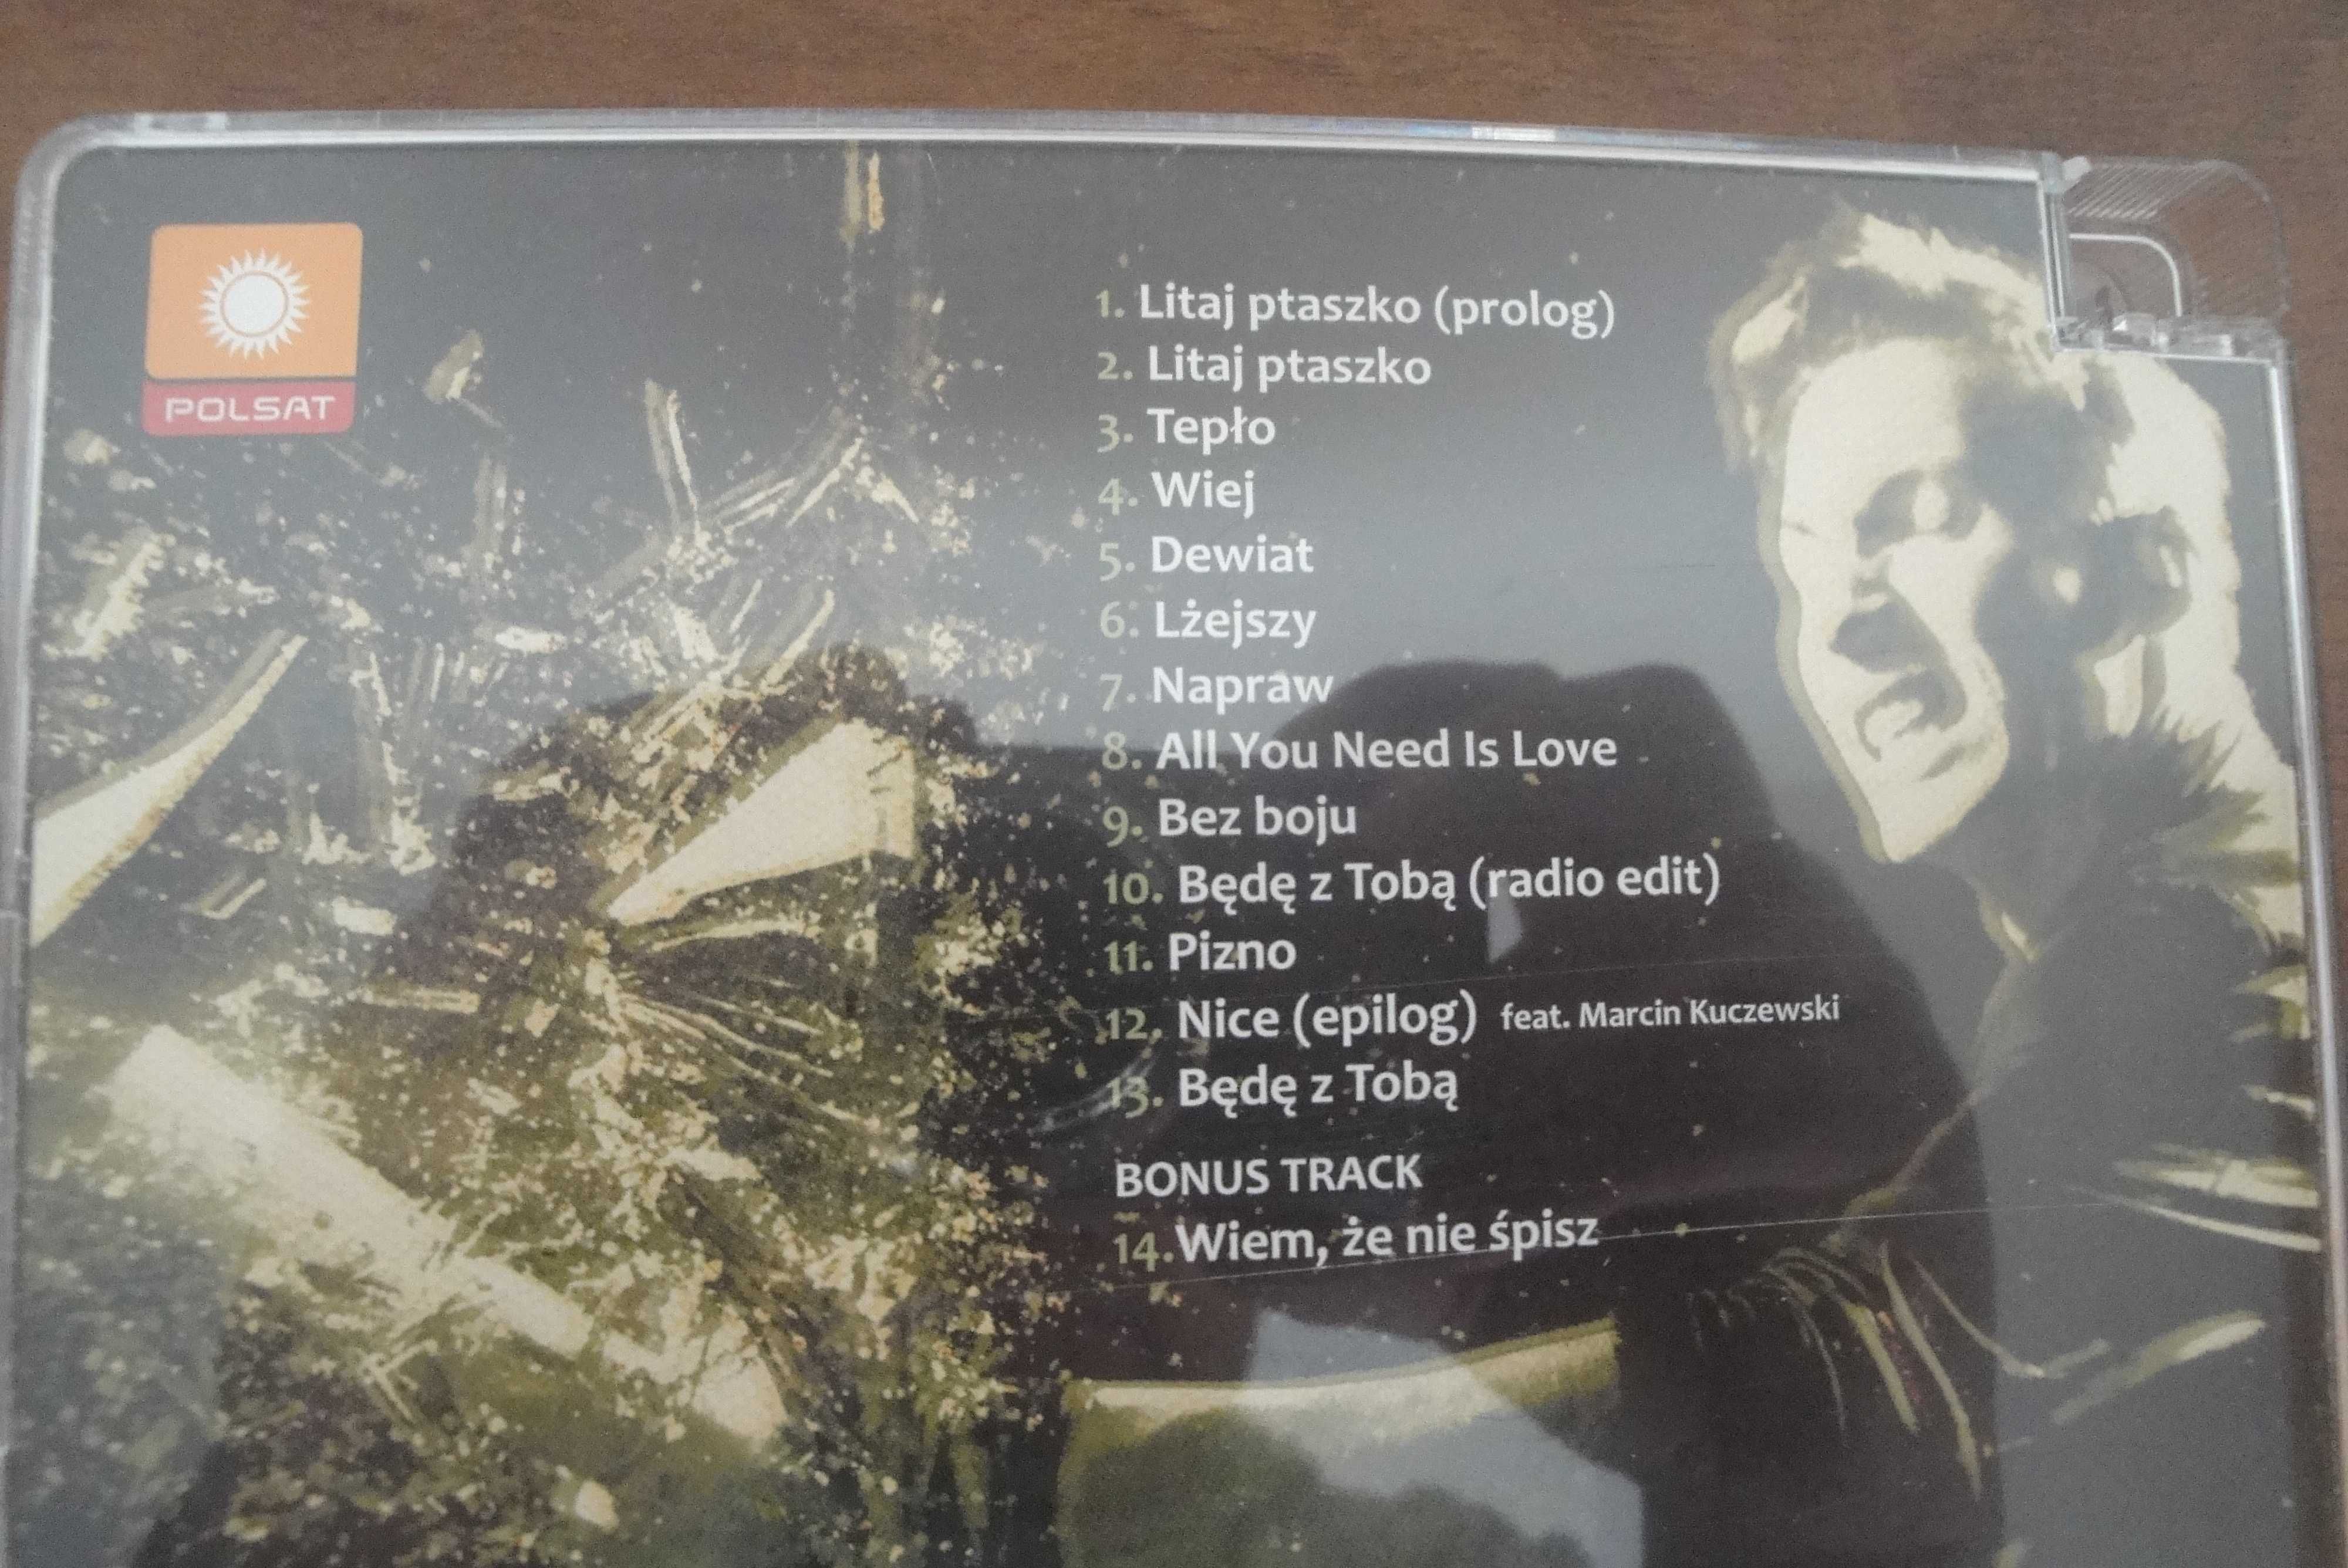 POLSAT
1. Litaj ptaszko (prolog)
2. Litaj ptaszko
3. Tepło
4. Wiej
5. Dewiat
6. Lżejszy
7. Napraw
8. All You Need Is Love
9. Bez boju
10. Będę z Tobą (radio edit)
11. Pizno
12. Nice (epilog) feat. Marcin Kuczewski
13. Będę z Tobą
BONUS TRACK
14. Wiem, że nie śpisz